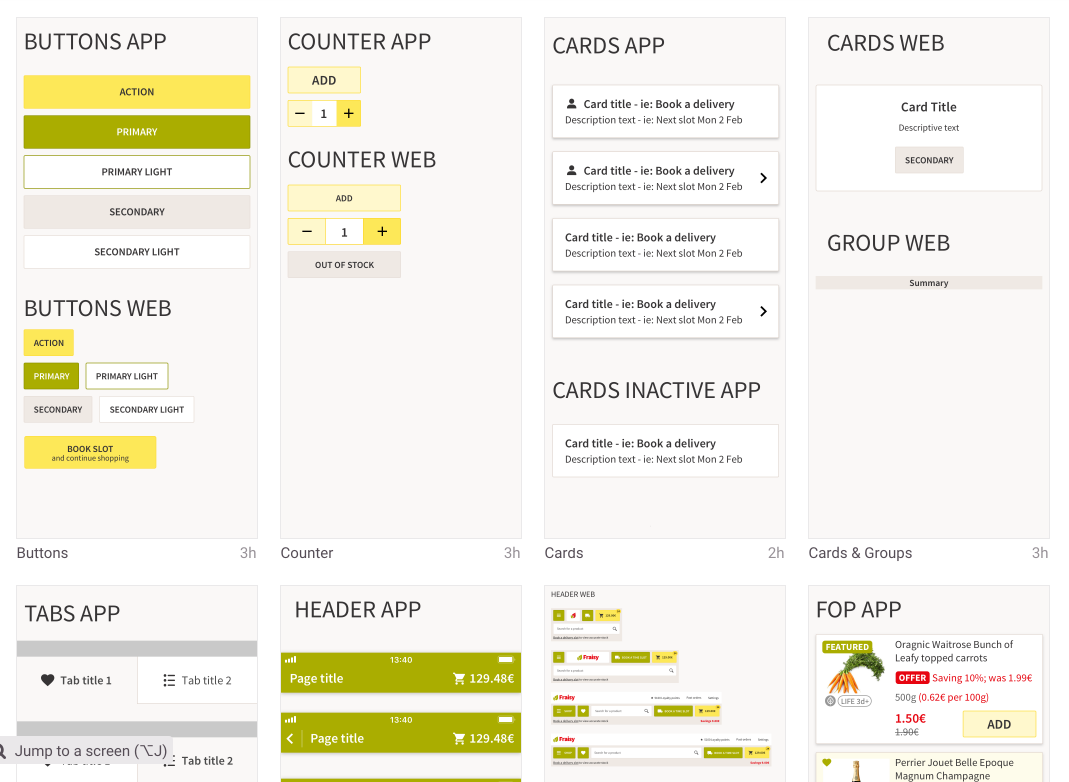 BUTTONS APP
ACTION
PRIMARY
PRIMARY LIGHT
SECONDARY
SECONDARY LIGHT
BUTTONS WEB
ACTION
PRIMARY
PRIMARY LIGHT
SECONDARY
SECONDARY LIGHT
BOOK SLOT
and continue shopping
Buttons
3h
COUNTER APP
ADD
− 1 +
COUNTER WEB
ADD
− 1 +
OUT OF STOCK
Counter
3h
CARDS APP
Card title - ie: Book a delivery
Description text - ie: Next slot Mon 2 Feb
Card title - ie: Book a delivery
Description text - ie: Next slot Mon 2 Feb
Card title - ie: Book a delivery
Description text - ie: Next slot Mon 2 Feb
Card title - ie: Book a delivery
Description text - ie: Next slot Mon 2 Feb
CARDS INACTIVE APP
Card title - ie: Book a delivery
Description text - ie: Next slot Mon 2 Feb
Cards
2h
CARDS WEB
Card Title
Descriptive text
SECONDARY
GROUP WEB
Summary
Cards & Groups
3h
TABS APP
Tab title 1
Tab title 2
Tab title 2
Jump to a screen (⌥J)
HEADER APP
13:40
Page title
129.48€
13:40
Page title
129.48€
HEADER WEB
Fraisy
Fraisy
Fraisy
FOP APP
FEATURED
LIFE 3d+
Oragnic Waitrose Bunch of
Leafy topped carrots
OFFER Saving 10%; was 1.99€
500g (0.62€ per 100g)
1.50€
1.90€
ADD
Perrier Jouet Belle Epoque
Magnum Champagne